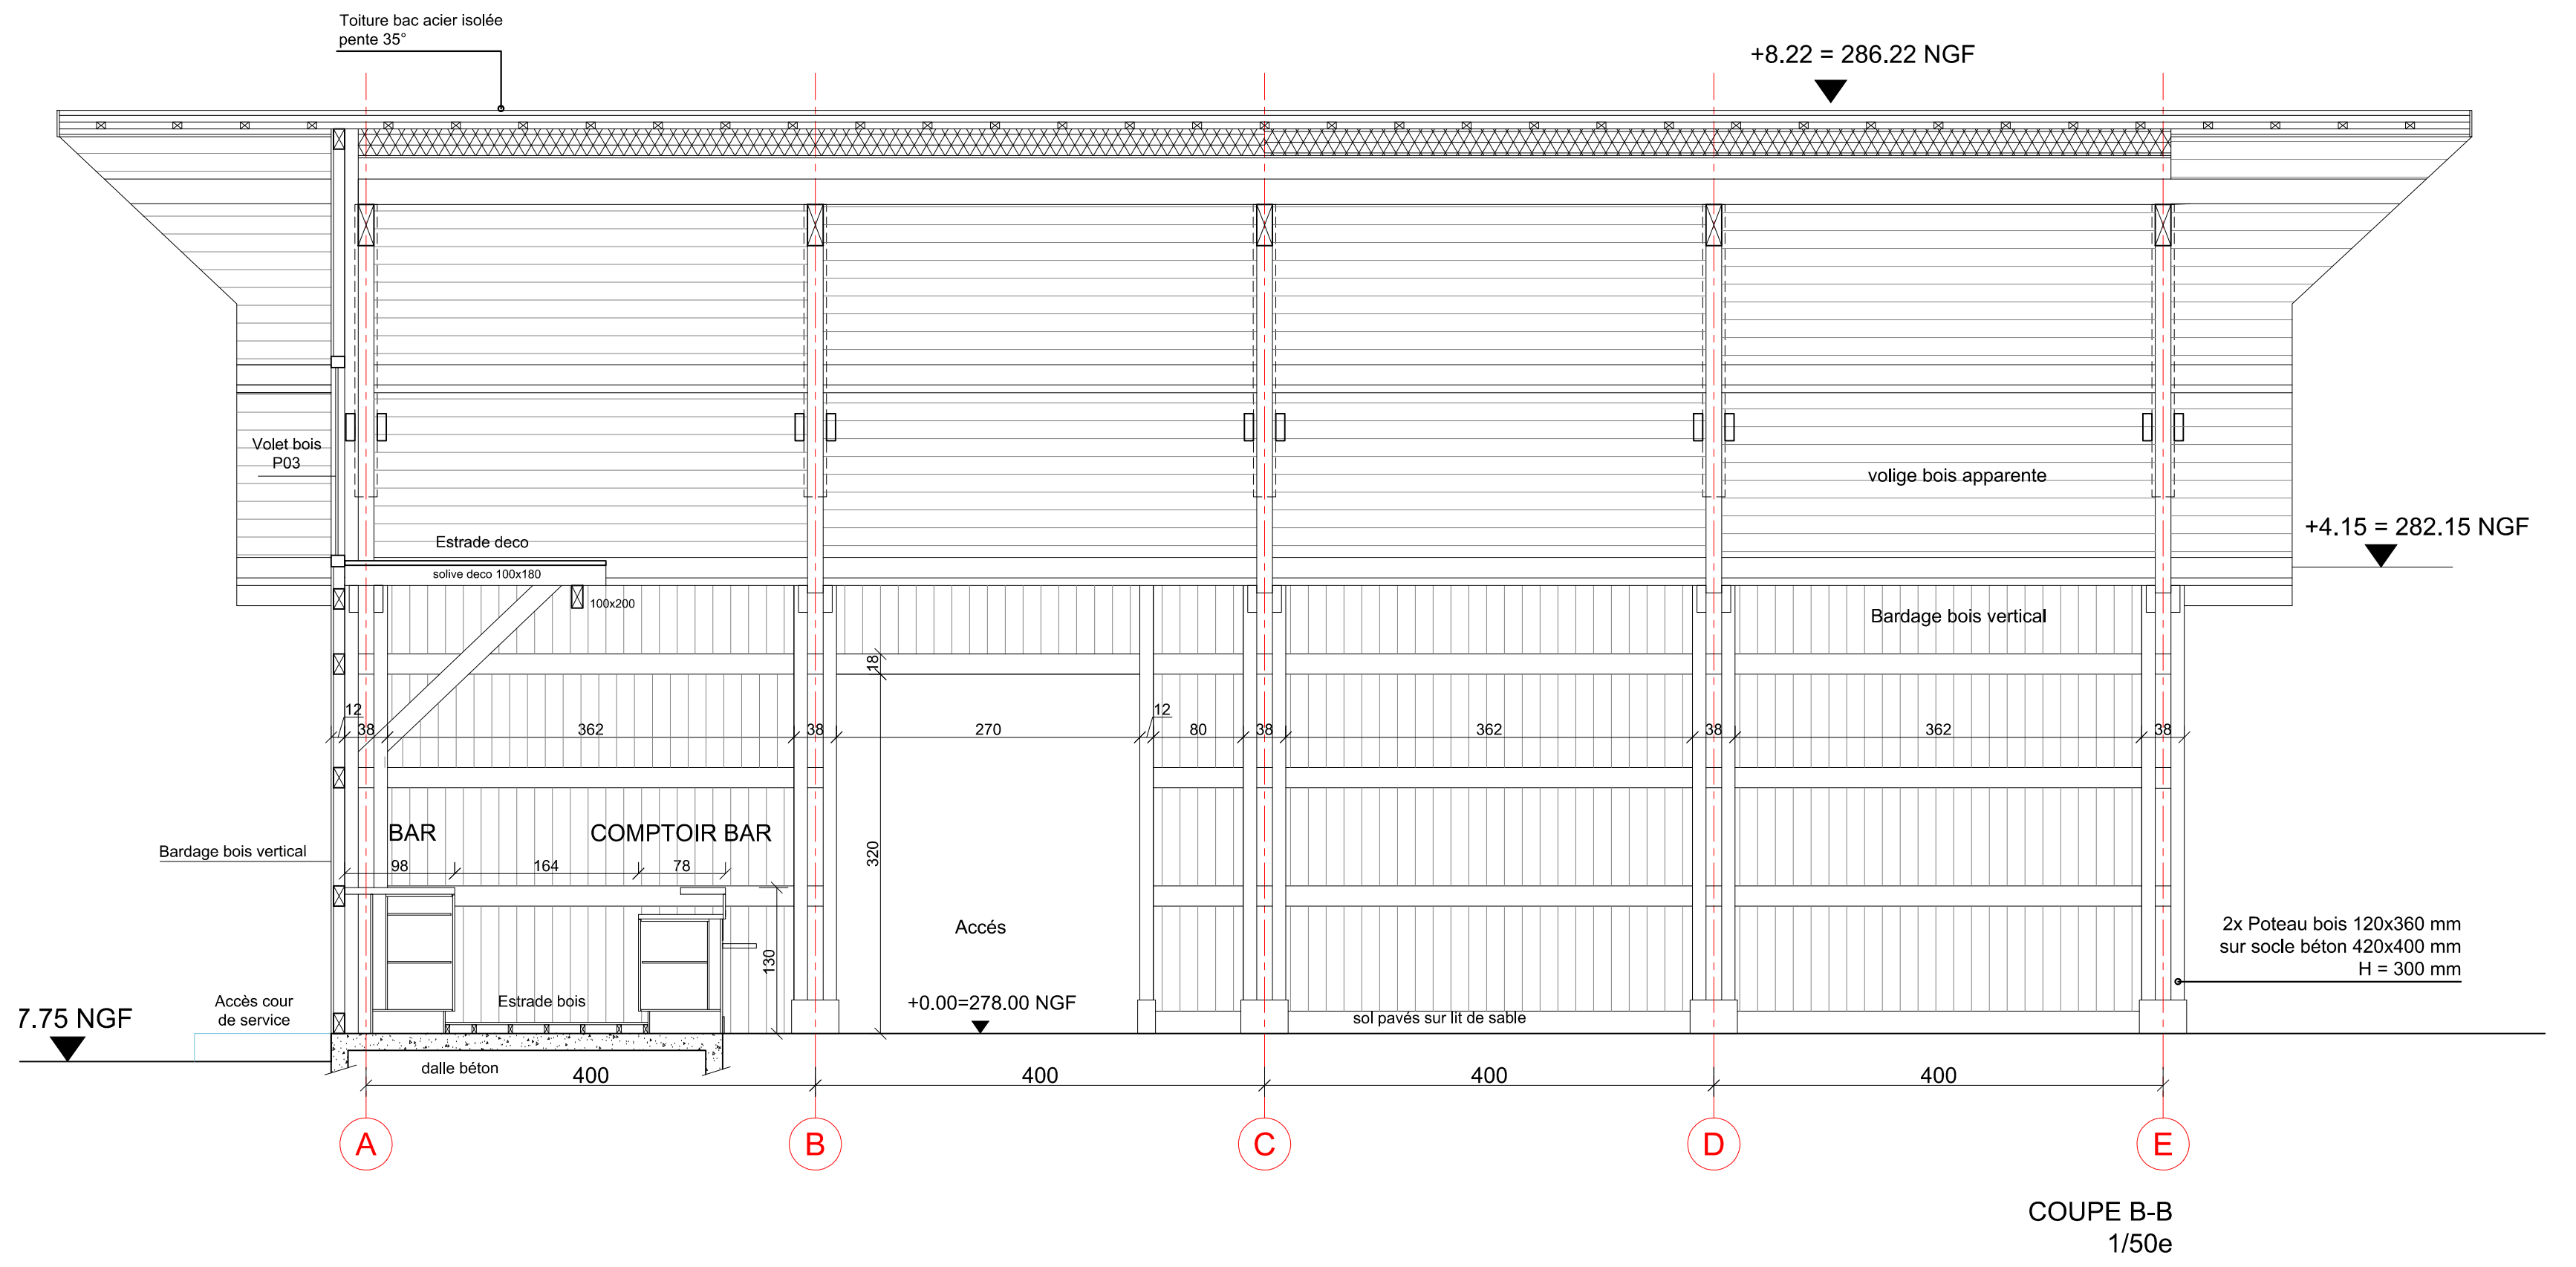 Toiture bac acier isolée
pente 35°
+8.22 = 286.22 NGF
Volet bois
P03
volige bois apparente
+4.15 = 282.15 NGF
Estrade deco
solive deco 100x180
100x200
Bardage bois vertical
18
12
38
362
38
270
12
80
38
362
38
362
38
BAR
COMPTOIR BAR
Bardage bois vertical
98
164
78
320
130
Accés
2x Poteau bois 120x360 mm
sur socle béton 420x400 mm
H = 300 mm
Accès cour
de service
Estrade bois
+0.00=278.00 NGF
7.75 NGF
sol pavés sur lit de sable
dalle béton
400
400
400
400
A
B
C
D
E
COUPE B-B
1/50e